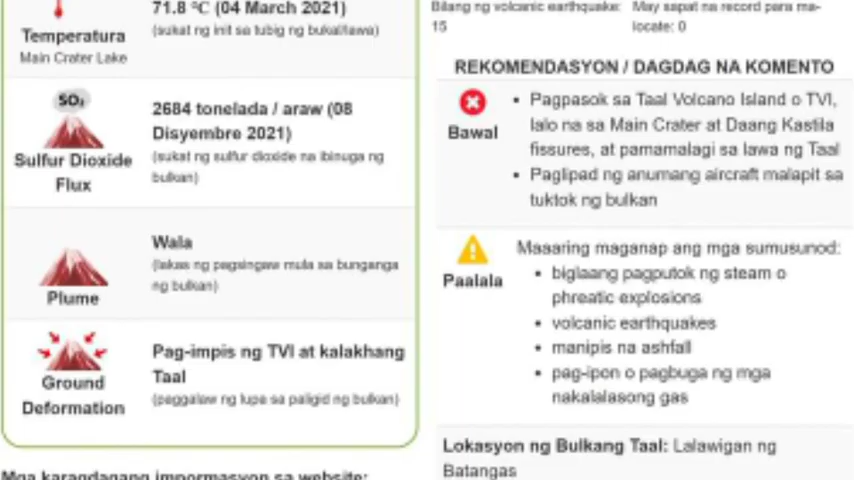 71.8 °C (04 March 2021)
Temperatura
(sukat ng init sa tubig ng bukal/lawa)
Main Crater Lake
SO₂
2684 tonelada / araw (08
Disyembre 2021)
Sulfur Dioxide
Flux
(sukat ng sulfur dioxide na ibinuga ng
bulkan)
Wala
(lakas ng pagsingaw mula sa bunganga
ng bulkan)
Plume
Pag-impis ng TVI at kalakhang
Taal
Ground
Deformation
(paggalaw ng lupa sa paligid ng bulkan)
Mga karagdagang impormasyon sa website:
Bilang ng volcanic earthquake:
15
May sapat na record para ma-
locate: 0
REKOMENDASYON / DAGDAG NA KOMENTO
Bawal
• Pagpasok sa Taal Volcano Island o TVI,
lalo na sa Main Crater at Daang Kastila
fissures, at pamamalagi sa lawa ng Taal
• Paglipad ng anumang aircraft malapit sa
tuktok ng bulkan
Paalala
Maaaring maganap ang mga sumusunod:
• biglaang pagputok ng steam o
phreatic explosions
• volcanic earthquakes
• manipis na ashfall
• pag-ipon o pagbuga ng mga
nakalalasong gas
Lokasyon ng Bulkang Taal: Lalawigan ng
Batangas